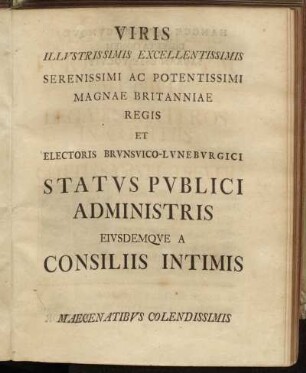 VIRIS
ILLVSTRISSIMIS EXCELLENTISSIMIS
SERENISSIMI AC POTENTISSIMI
MAGNAE BRITANNIAE
REGIS
ET
ELECTORIS BRVNSVICO-LVNEBVRGICI
STATVS PVBLICI
ADMINISTRIS
EIVSDEMQVE A
CONSILIIS INTIMIS
MAECENATIBVS COLENDISSIMIS